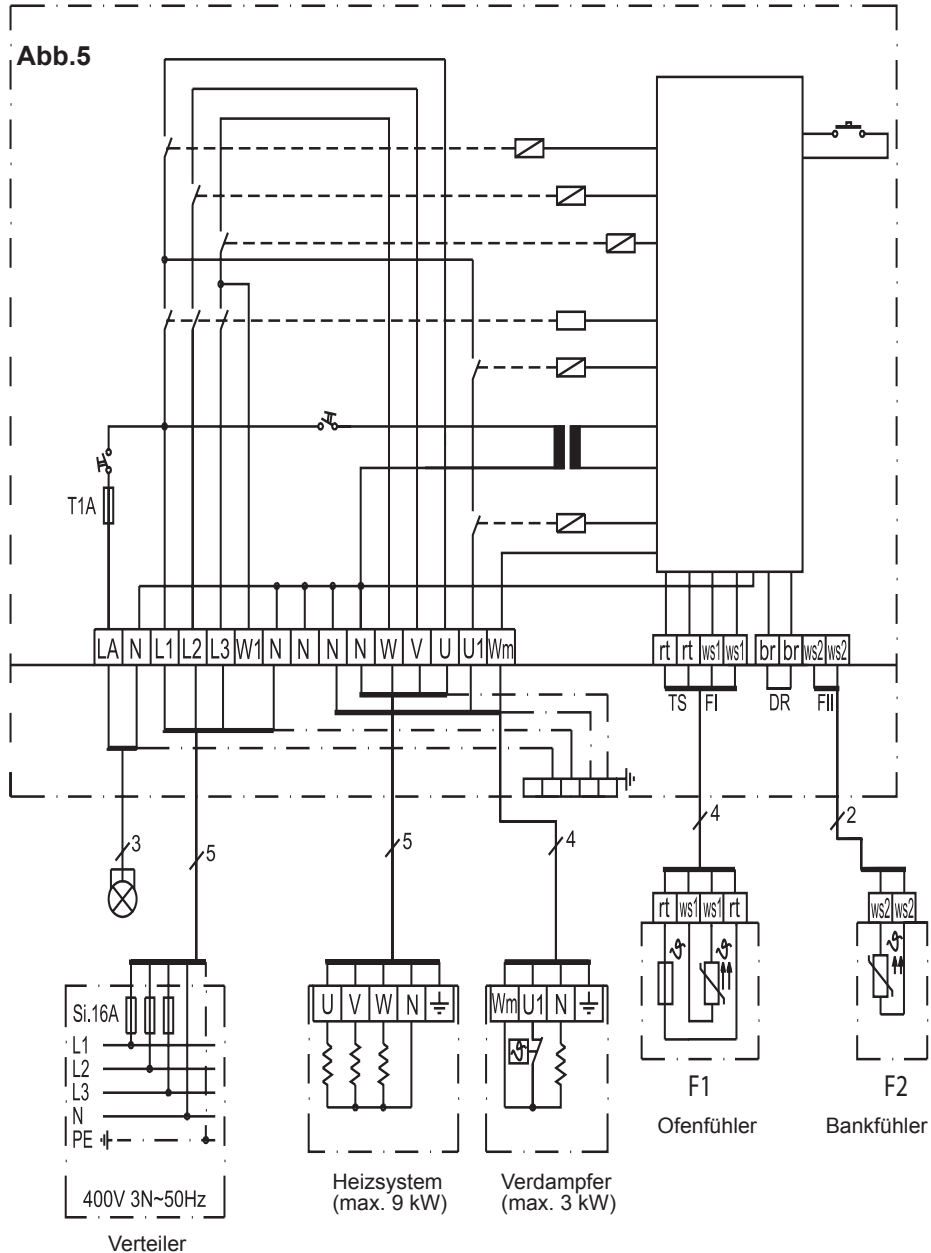 Abb.5
T1A
LA N L1 L2 L3 W1 N N N N W V U U1 Wm
rt rt ws1 ws1 br br ws2 ws2
TS FI DR FII
3 5 5 4 4 2
rt ws1 ws1 rt
ws2 ws2
U V W N
Wm U1 N
ϑ
ϑ ϑ
ϑ
Si.16A
L1
L2
L3
N
PE
400V 3N~50Hz
Verteiler
Heizsystem
(max. 9 kW)
Verdampfer
(max. 3 kW)
F1
Ofenfühler
F2
Bankfühler